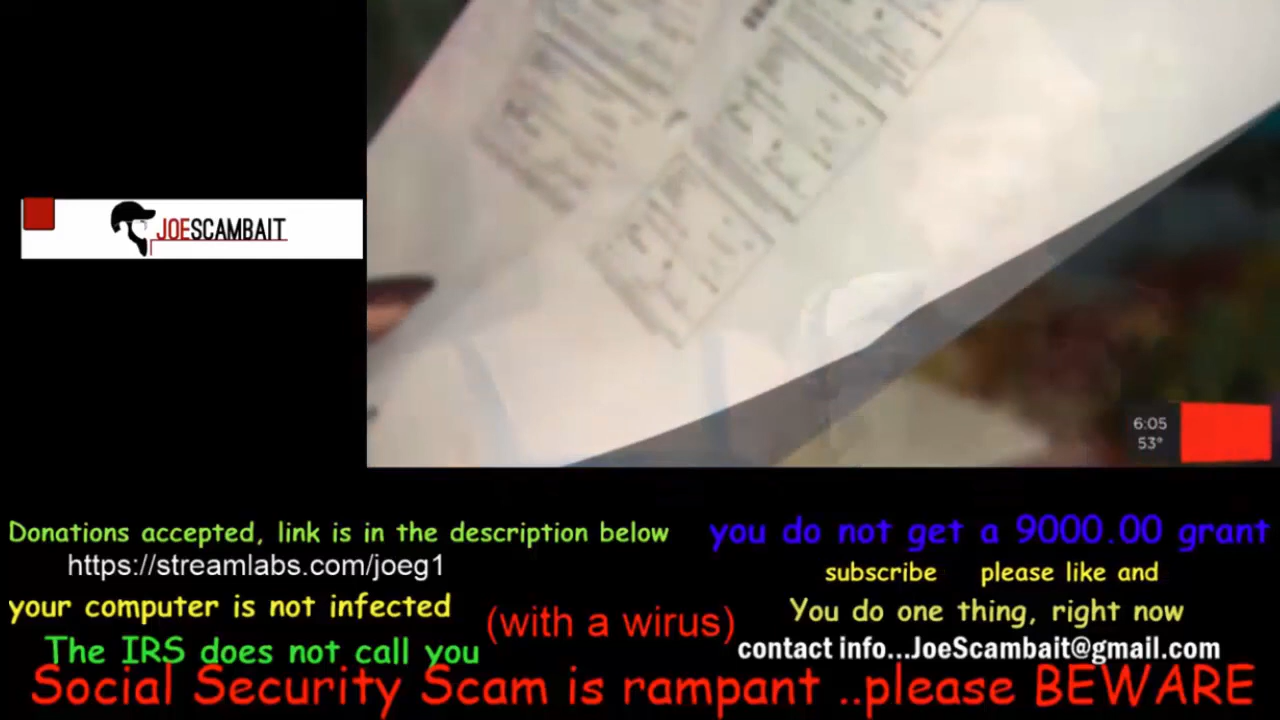 JOESCAMBAIT
6:05
53°
Donations accepted, link is in the description below
https://streamlabs.com/joeg1
your computer is not infected
(with a wirus)
The IRS does not call you
you do not get a 9000.00 grant
subscribe please like and
You do one thing, right now
contact info...JoeScambait@gmail.com
Social Security Scam is rampant ..please BEWARE